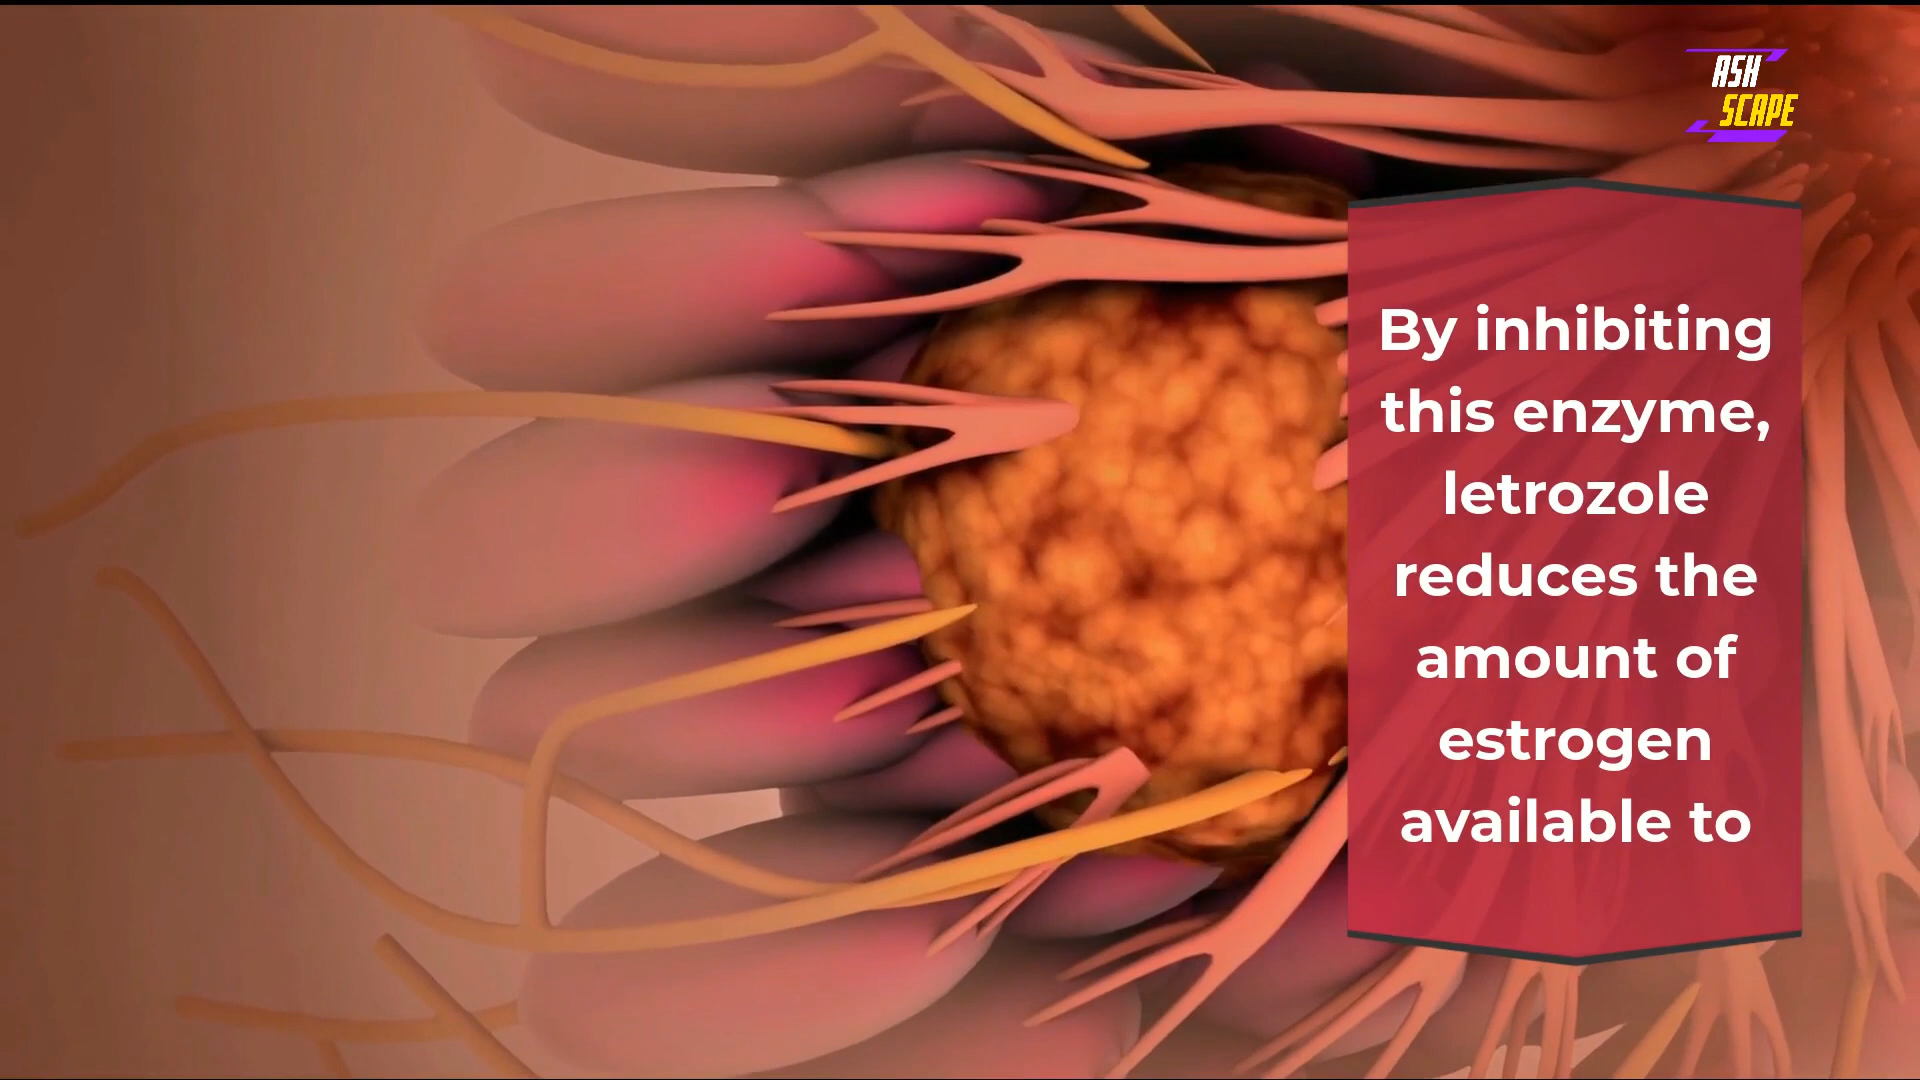 ASH
SCAPE
By inhibiting
this enzyme,
letrozole
reduces the
amount of
estrogen
available to